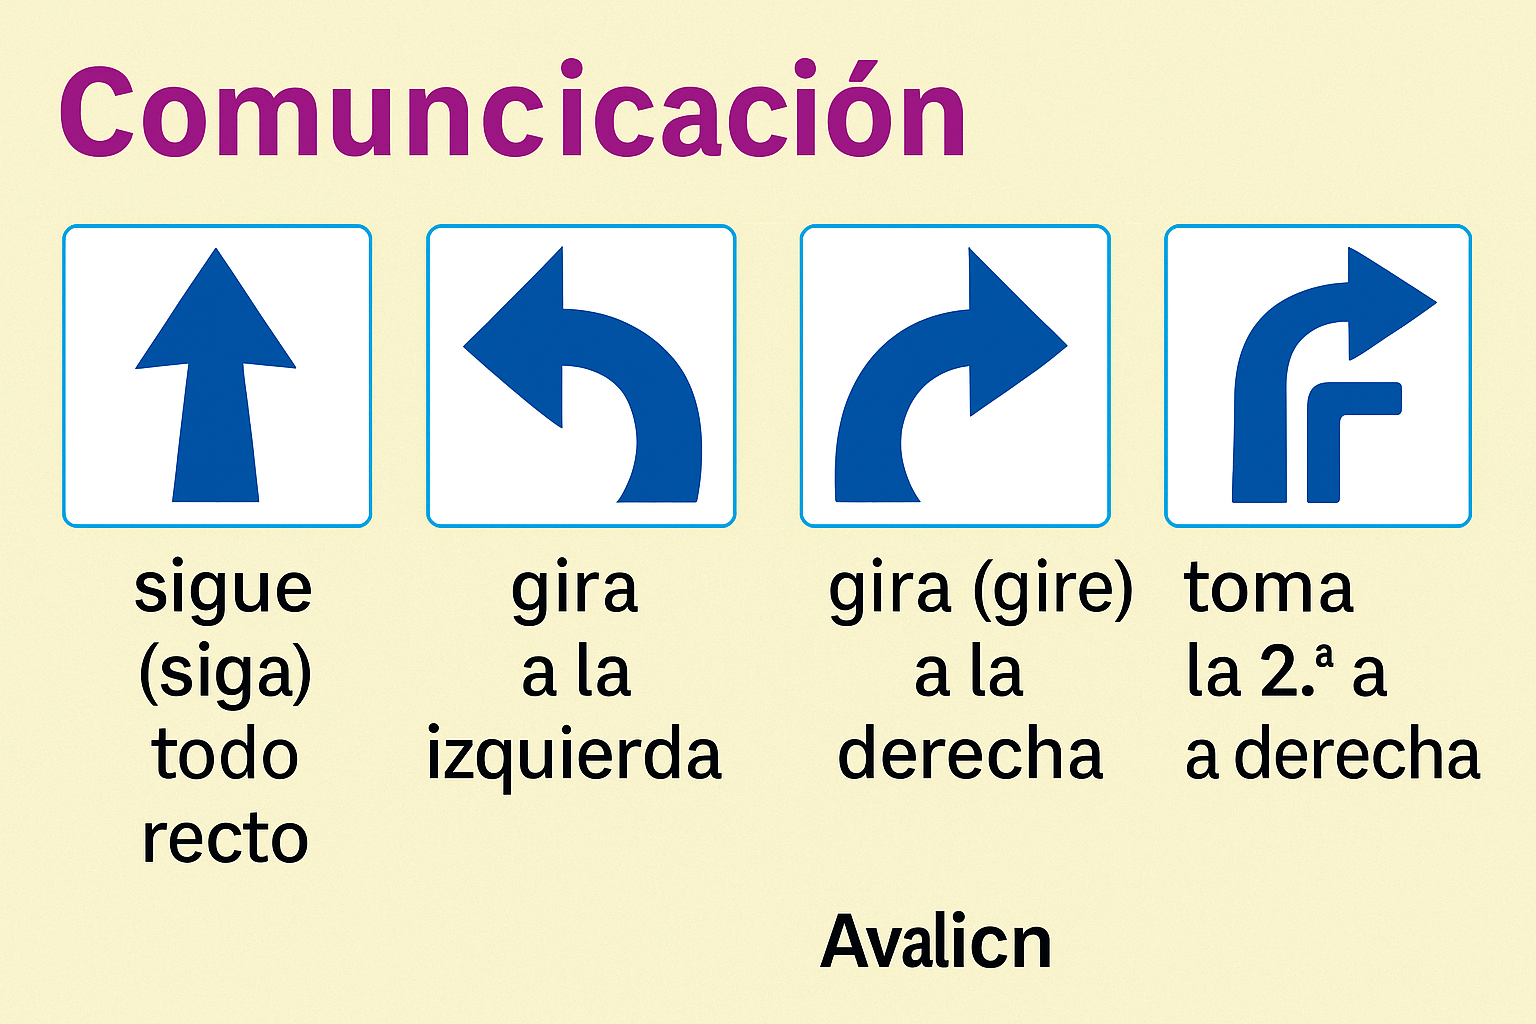 Comuncicación
sigue
(siga)
todo
recto
gira
a la
izquierda
gira (gire)
a la
derecha
toma
la 2.ª a
a derecha
Avalicn